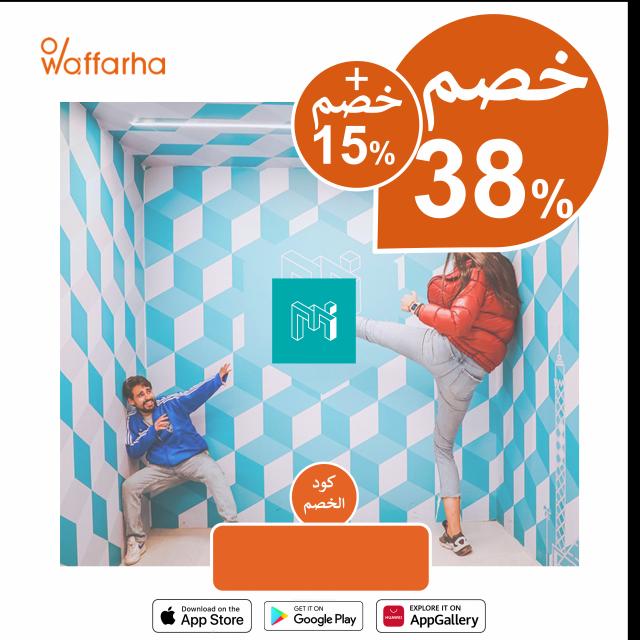 Waffarha
خصم
38%
+
خصم
15%
كود
الخصم
Download on the
App Store
GET IT ON
Google Play
HUAWEI
EXPLORE IT ON
AppGallery